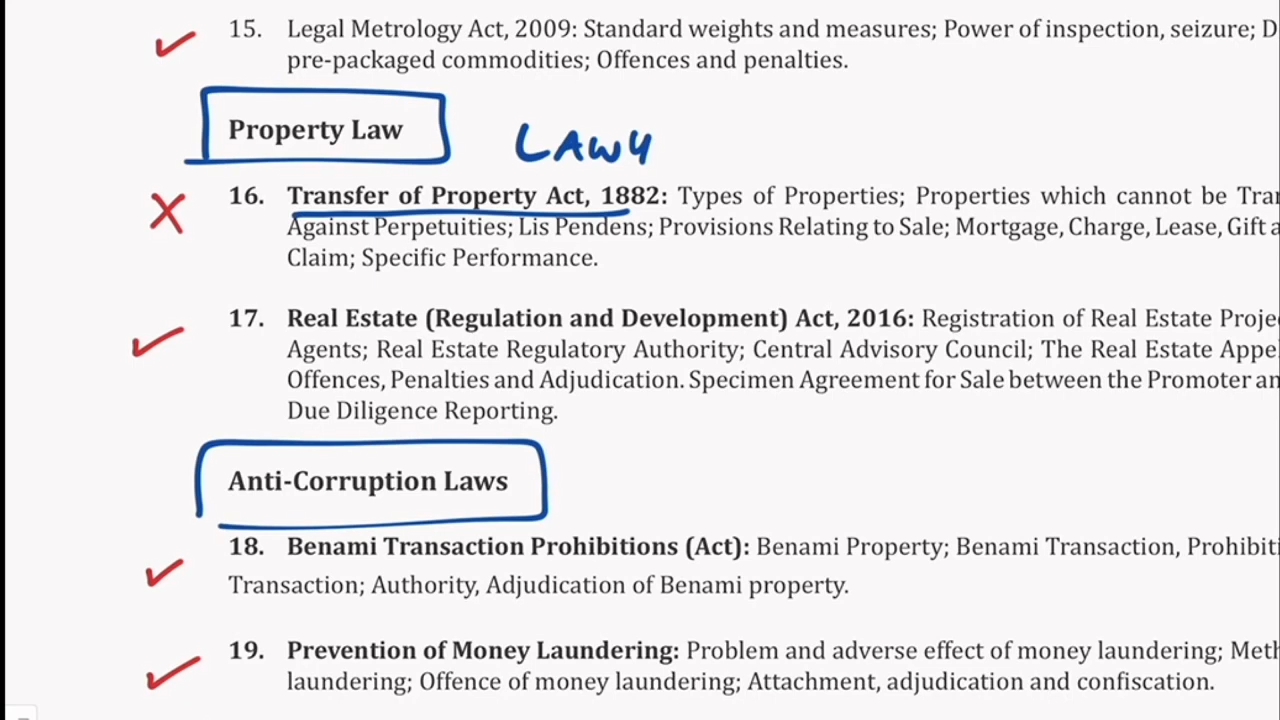 15. Legal Metrology Act, 2009: Standard weights and measures; Power of inspection, seizure; D
pre-packaged commodities; Offences and penalties.
Property Law
LAWY
16. Transfer of Property Act, 1882: Types of Properties; Properties which cannot be Tran
Against Perpetuities; Lis Pendens; Provisions Relating to Sale; Mortgage, Charge, Lease, Gift a
Claim; Specific Performance.
17. Real Estate (Regulation and Development) Act, 2016: Registration of Real Estate Proje
Agents; Real Estate Regulatory Authority; Central Advisory Council; The Real Estate Appel
Offences, Penalties and Adjudication. Specimen Agreement for Sale between the Promoter an
Due Diligence Reporting.
Anti-Corruption Laws
18. Benami Transaction Prohibitions (Act): Benami Property; Benami Transaction, Prohibiti
Transaction; Authority, Adjudication of Benami property.
19. Prevention of Money Laundering: Problem and adverse effect of money laundering; Meth
laundering; Offence of money laundering; Attachment, adjudication and confiscation.